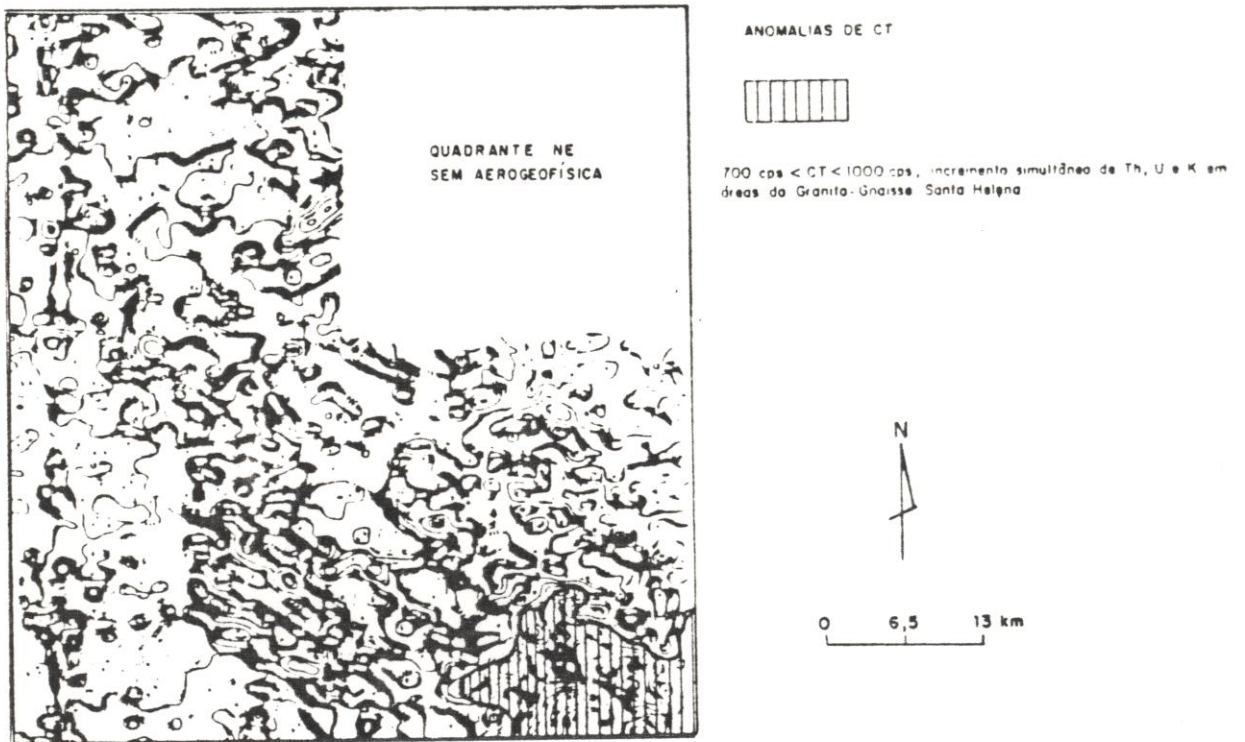 ANOMALIAS DE CT
QUADRANTE NE
SEM AEROGEOFÍSICA
700 cps < CT < 1000 cps, incremento simultâneo de Th, U e K em
áreas do Granito-Gnaisse Santa Helena
N
0 6,5 13 km